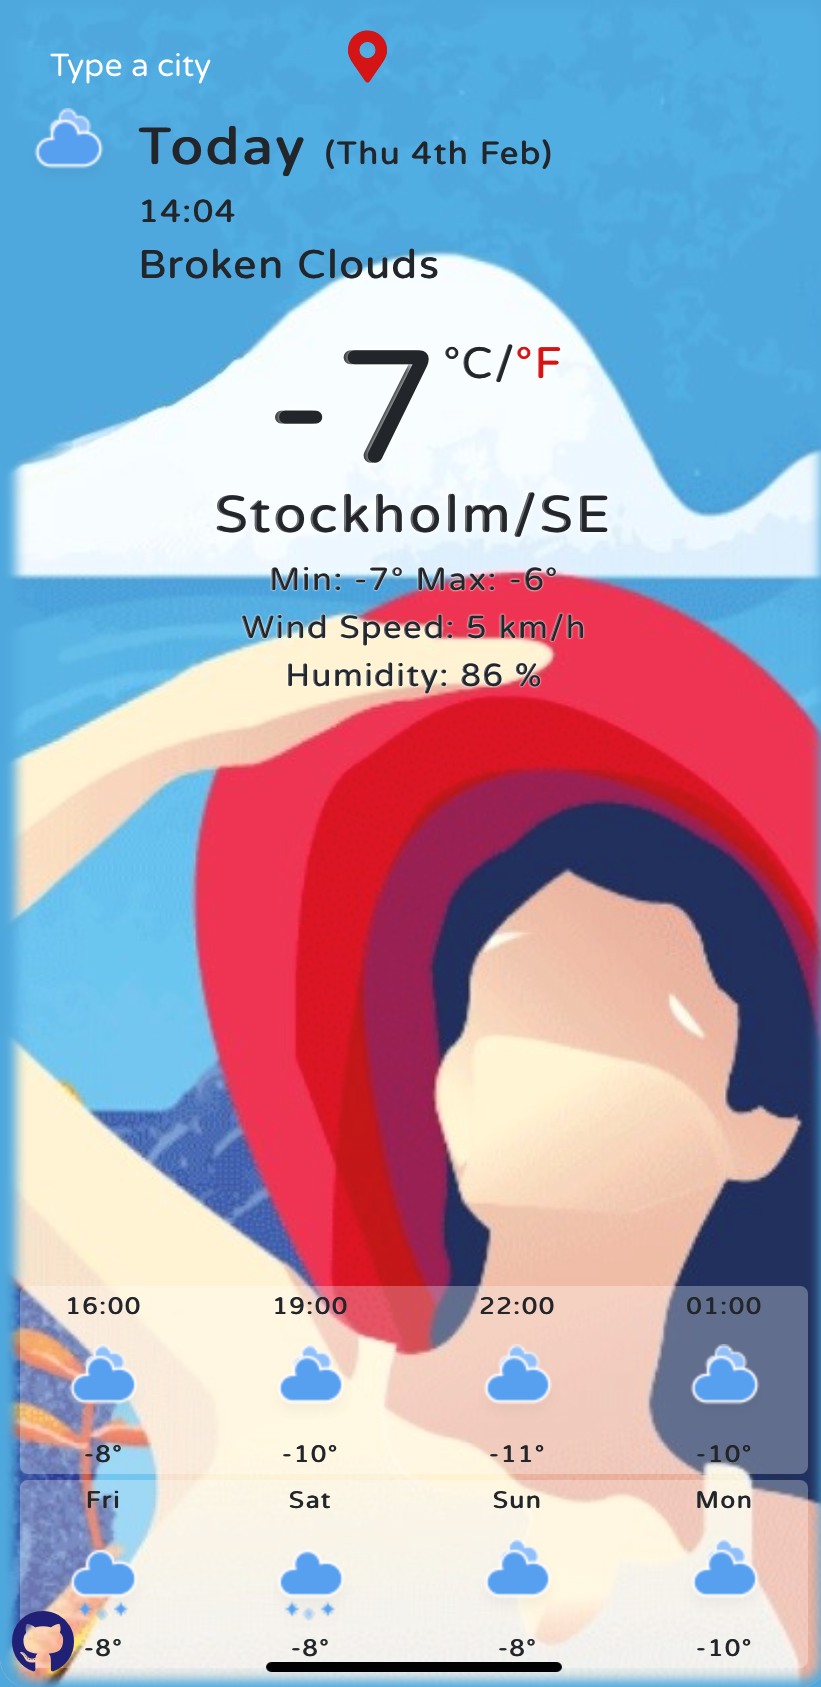 Type a city
Today (Thu 4th Feb)
14:04
Broken Clouds
-7 °C/°F
Stockholm/SE
Min: -7° Max: -6°
Wind Speed: 5 km/h
Humidity: 86 %
16:00 19:00 22:00 01:00
-8° -10° -11° -10°
Fri Sat Sun Mon
-8° -8° -8° -10°